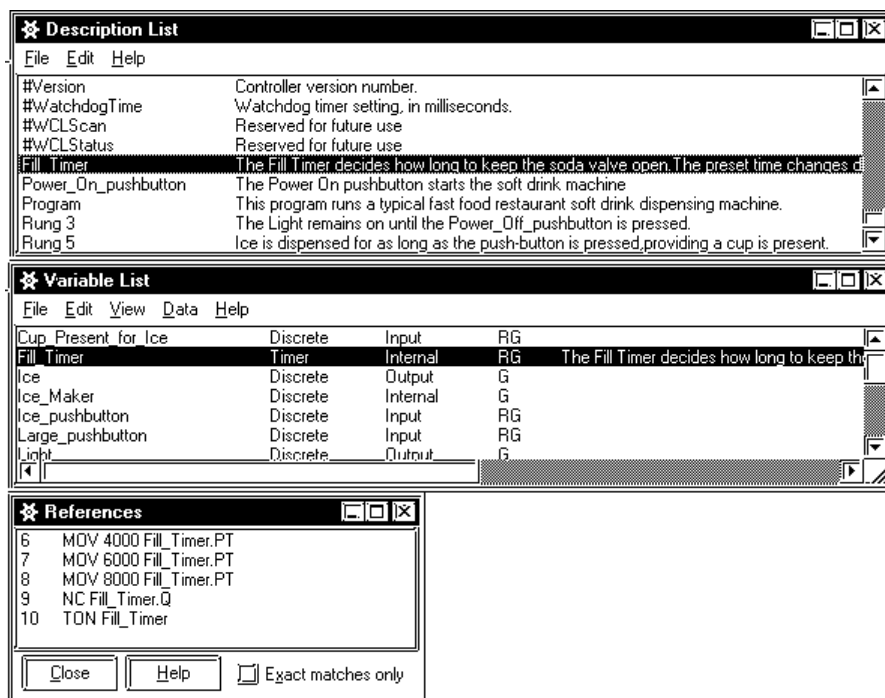 Description List
File Edit Help
#Version Controller version number.
#WatchdogTime Watchdog timer setting, in milliseconds.
#WCLScan Reserved for future use
#WCLStatus Reserved for future use
Fill_Timer The Fill Timer decides how long to keep the soda valve open.The preset time changes d
Power_On_pushbutton The Power On pushbutton starts the soft drink machine
Program This program runs a typical fast food restaurant soft drink dispensing machine.
Rung 3 The Light remains on until the Power_Off_pushbutton is pressed.
Rung 5 Ice is dispensed for as long as the push-button is pressed,providing a cup is present.
Variable List
File Edit View Data Help
Cup_Present_for_Ice Discrete Input RG
Fill_Timer Timer Internal RG The Fill Timer decides how long to keep th
Ice Discrete Output G
Ice_Maker Discrete Internal G
Ice_pushbutton Discrete Input RG
Large_pushbutton Discrete Input RG
Light Discrete Output G
References
6 MOV 4000 Fill_Timer.PT
7 MOV 6000 Fill_Timer.PT
8 MOV 8000 Fill_Timer.PT
9 NC Fill_Timer.Q
10 TON Fill_Timer
Close Help Exact matches only